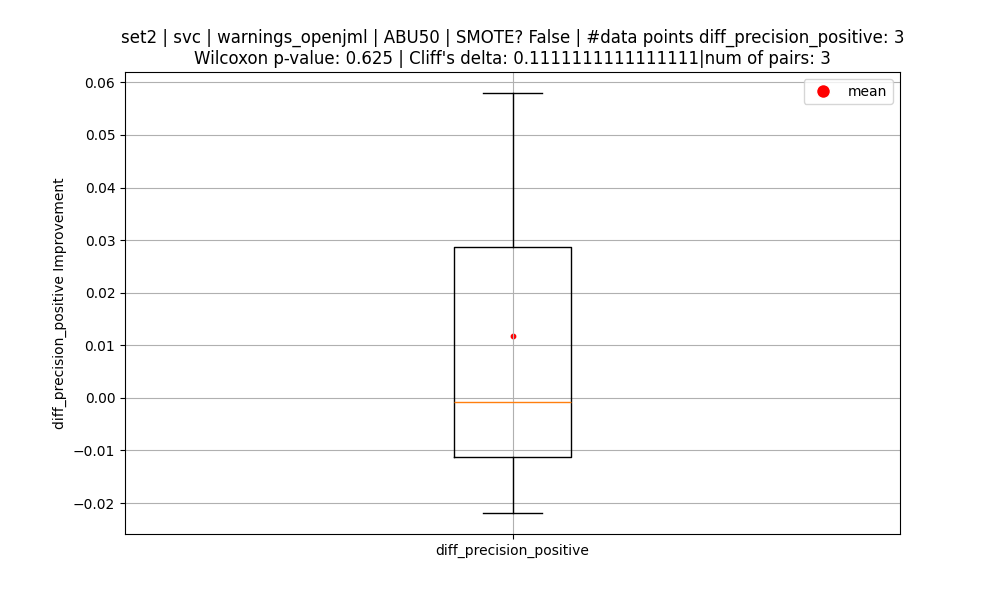 set2 | svc | warnings_openjml | ABU50 | SMOTE? False | #data points diff_precision_positive: 3
Wilcoxon p-value: 0.625 | Cliff's delta: 0.1111111111111111|num of pairs: 3
mean
0.06
0.05
0.04
0.03
0.02
0.01
0.00
−0.01
−0.02
diff_precision_positive Improvement
diff_precision_positive